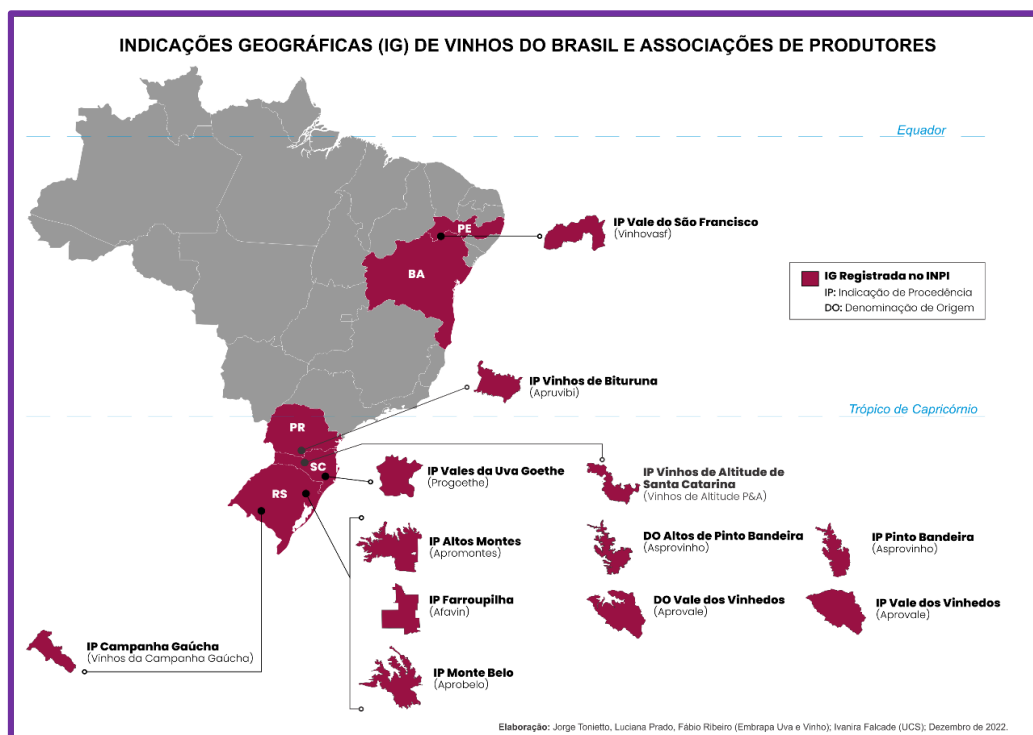 INDICAÇÕES GEOGRÁFICAS (IG) DE VINHOS DO BRASIL E ASSOCIAÇÕES DE PRODUTORES
Equador
PE
IP Vale do São Francisco
(Vinhovasf)
BA
IG Registrada no INPI
IP: Indicação de Procedência
DO: Denominação de Origem
IP Vinhos de Bituruna
(Apruvibi)
Trópico de Capricórnio
PR
SC
RS
IP Vales da Uva Goethe
(Progoethe)
IP Vinhos de Altitude de
Santa Catarina
(Vinhos de Altitude P&A)
IP Altos Montes
(Apromontes)
DO Altos de Pinto Bandeira
(Asprovinho)
IP Pinto Bandeira
(Asprovinho)
IP Farroupilha
(Afavin)
DO Vale dos Vinhedos
(Aprovale)
IP Vale dos Vinhedos
(Aprovale)
IP Campanha Gaúcha
(Vinhos da Campanha Gaúcha)
IP Monte Belo
(Aprobelo)
Elaboração: Jorge Tonietto, Luciana Prado, Fábio Ribeiro (Embrapa Uva e Vinho); Ivanira Falcade (UCS); Dezembro de 2022.